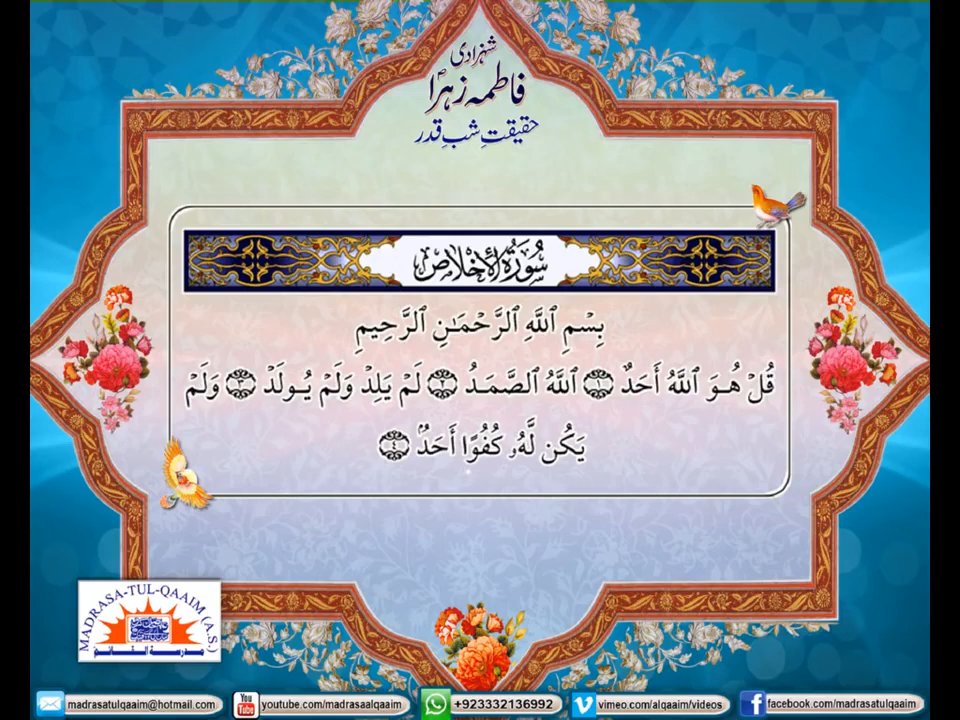 شہزادی
فاطمہ زہراؑ
حقیقتِ شبِ قدر
سُورَةُ الإِخْلَاصِ
بِسْمِ ٱللَّهِ ٱلرَّحْمَـٰنِ ٱلرَّحِيمِ
قُلْ هُوَ ٱللَّهُ أَحَدٌ ١ ٱللَّهُ ٱلصَّمَدُ ٢ لَمْ يَلِدْ وَلَمْ يُولَدْ ٣ وَلَمْ
يَكُن لَّهُۥ كُفُوًا أَحَدٌۢ ٤
MADRASA-TUL-QAAIM (A.S.)
مدرسة القائم
madrasatulqaaim@hotmail.com
You Tube youtube.com/madrasaalqaaim
+923332136992
vimeo.com/alqaaim/videos
facebook.com/madrasatulqaaim